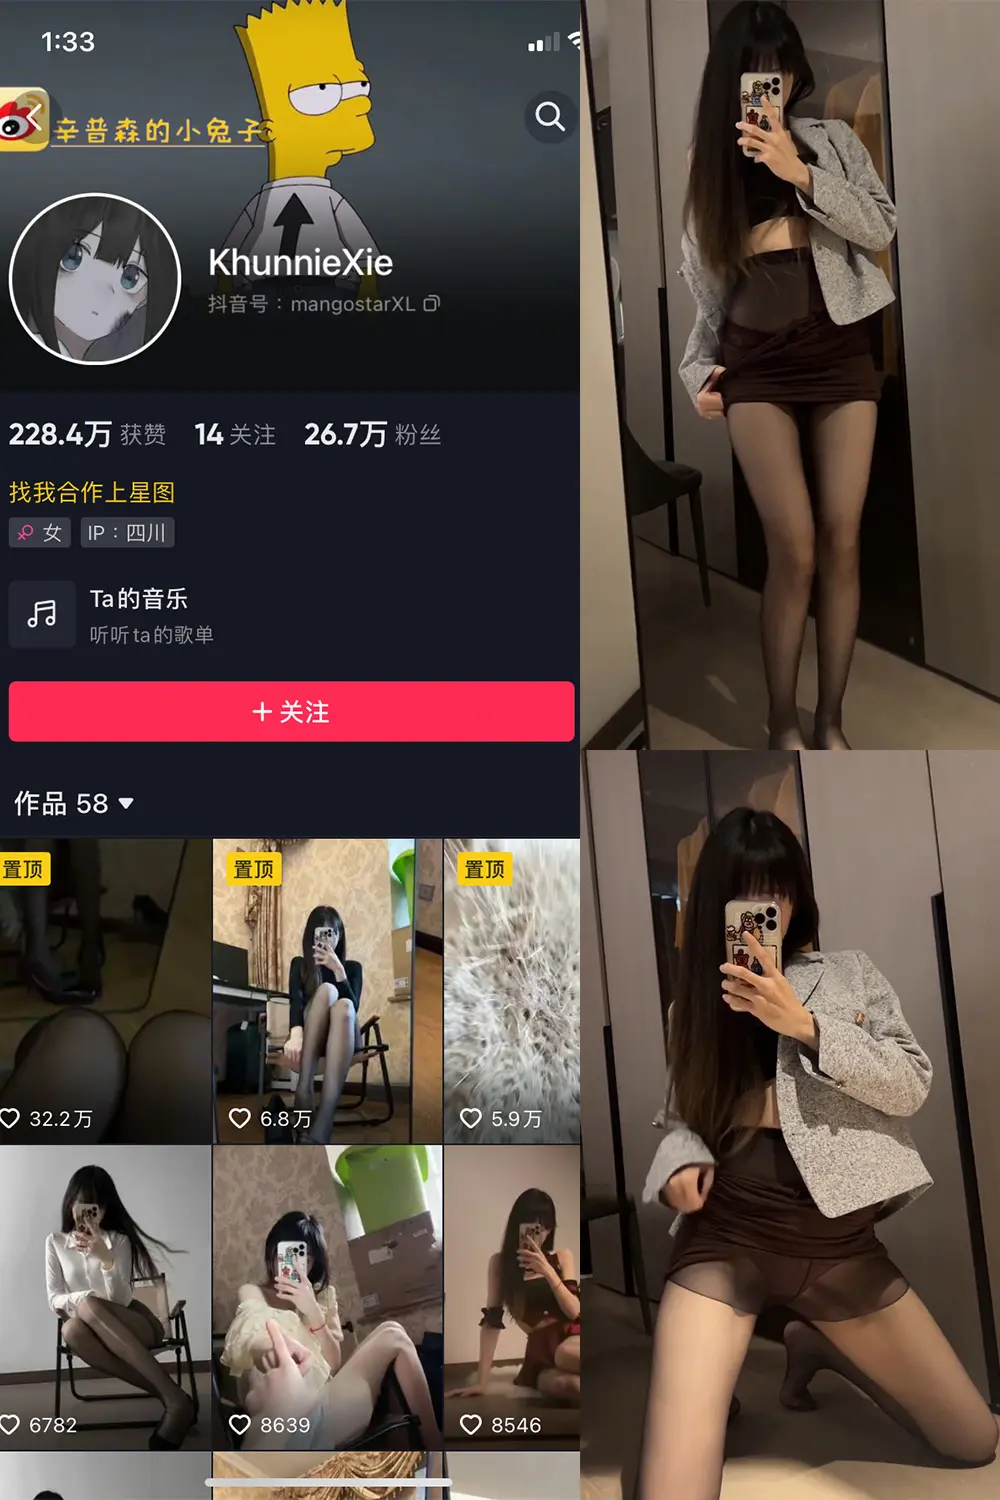 1:33
辛普森的小兔子
KhunnieXie
抖音号：mangostarXL
228.4万 获赞 14 关注 26.7万 粉丝
找我合作上星图
女 IP：四川
Ta的音乐
听听ta的歌单
+ 关注
作品 58
置顶 置顶 置顶
32.2万 6.8万 5.9万
6782 8639 8546